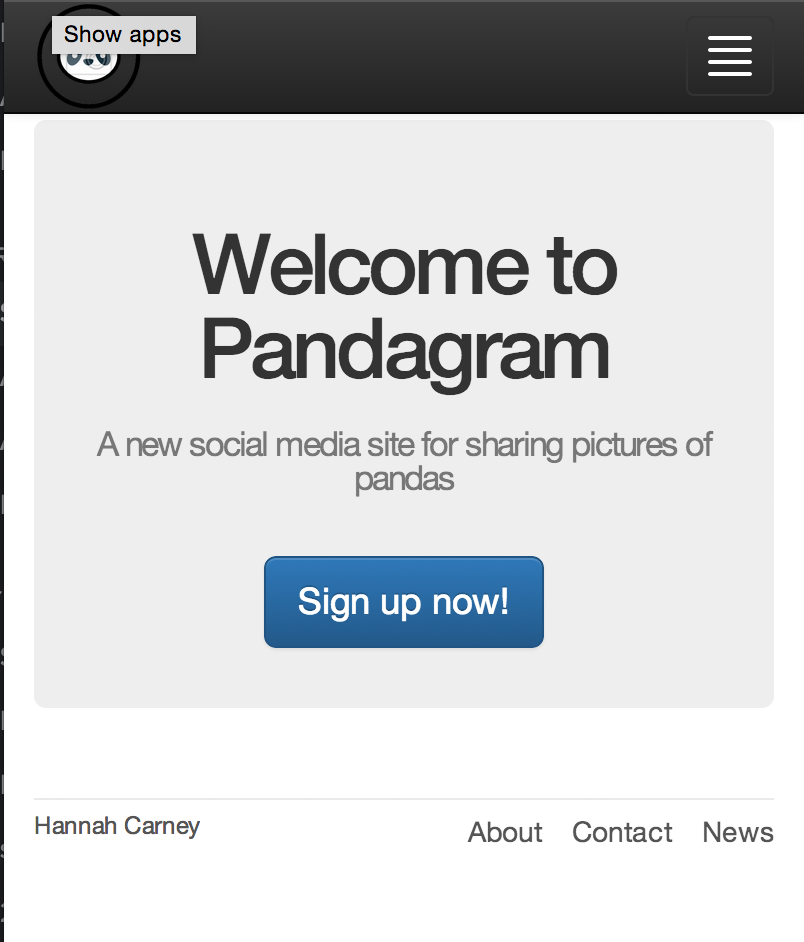 Show apps
Welcome to
Pandagram
A new social media site for sharing pictures of
pandas
Sign up now!
Hannah Carney
About Contact News